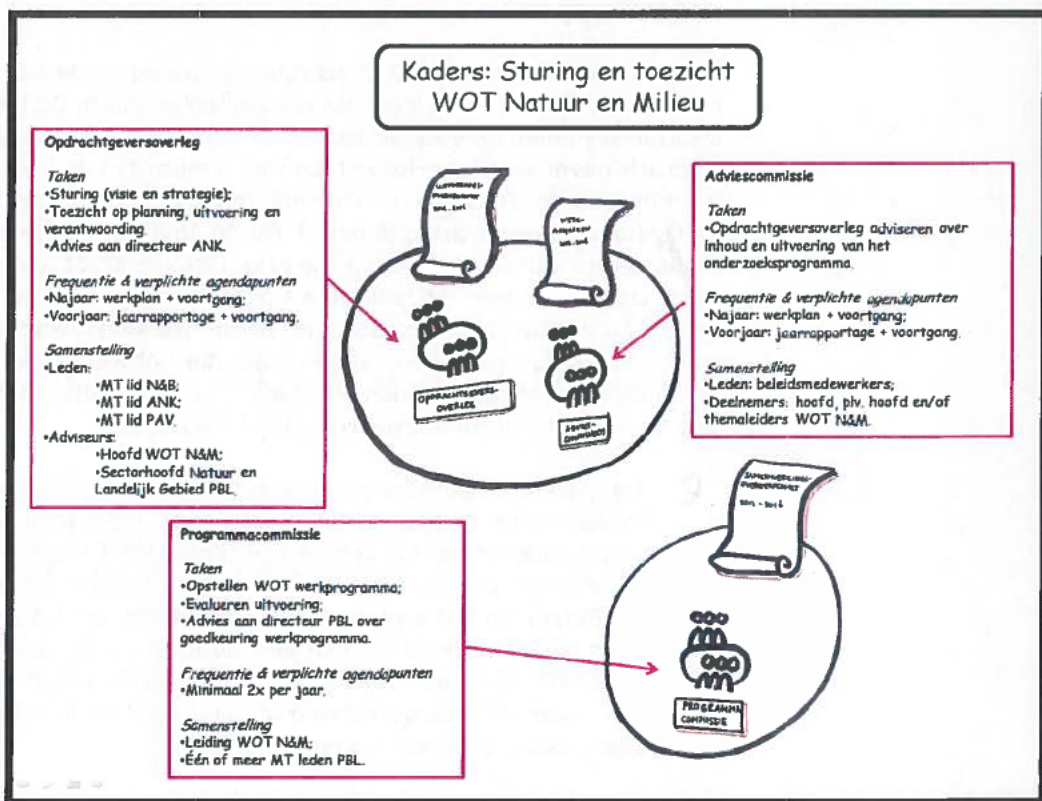 Kaders: Sturing en toezicht
WOT Natuur en Milieu
Opdrachtgeversoverleg
Taken
•Sturing (visie en strategie);
•Toezicht op planning, uitvoering en
verantwoording.
•Advies aan directeur ANK.
Frequentie & verplichte agendapunten
•Najaar: werkplan + voortgang;
•Voorjaar: jaarrapportage + voortgang.
Samenstelling
•Leden:
•MT lid N&B;
•MT lid ANK;
•MT lid PAV.
•Adviseurs:
•Hoofd WOT N&M;
•Sectorhoofd Natuur en
Landelijk Gebied PBL.
OPDRACHTGEVERS-
OVERLEG
ADVIES-
COMMISSIE
Adviescommissie
Taken
•Opdrachtgeversoverleg adviseren over
inhoud en uitvoering van het
onderzoeksprogramma.
Frequentie & verplichte agendapunten
•Najaar: werkplan + voortgang;
•Voorjaar: jaarrapportage + voortgang.
Samenstelling
•Leden: beleidsmedewerkers;
•Deelnemers: hoofd, plv. hoofd en/of
themaleiders WOT N&M.
Programmacommissie
Taken
•Opstellen WOT werkprogramma;
•Evalueren uitvoering;
•Advies aan directeur PBL over
goedkeuring werkprogramma.
Frequentie & verplichte agendapunten
•Minimaal 2x per jaar.
Samenstelling
•Leiding WOT N&M;
•Één of meer MT leden PBL.
SAMENWERKINGS-
OVEREENKOMST
PROGRAMMA
COMMISSIE